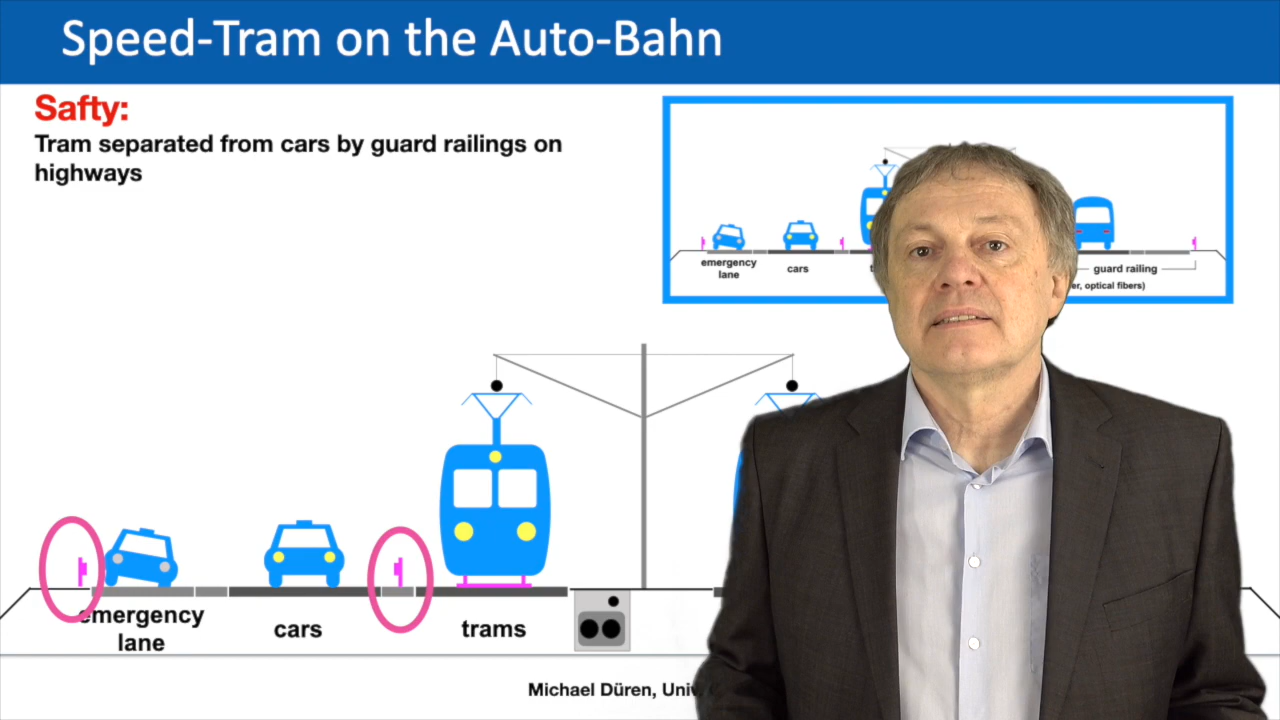 Speed-Tram on the Auto-Bahn
Safty:
Tram separated from cars by guard railings on
highways
emergency
lane
cars
guard railing
optical fibers)
emergency
lane
cars
trams
Michael Düren,